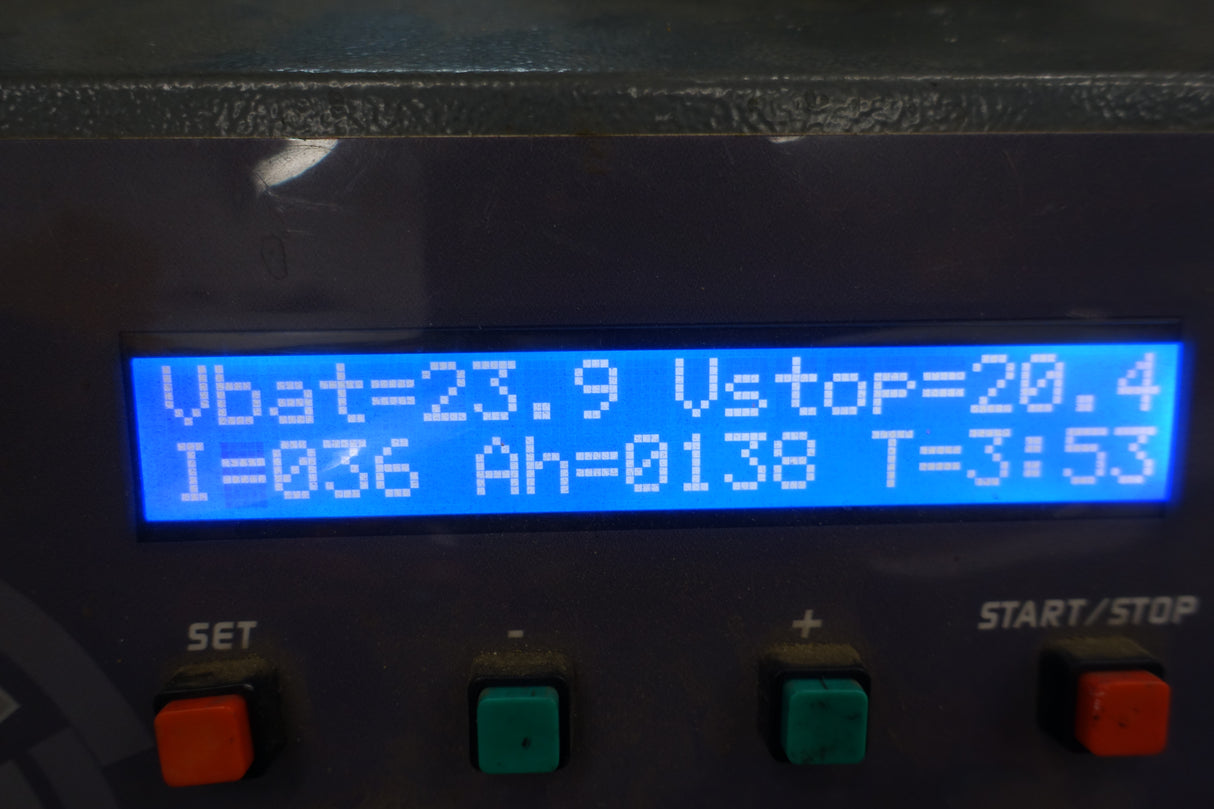 Vbat=23.9 Vstop=20.4
I=036 Ah=0138 T=3:53
SET - + START/STOP